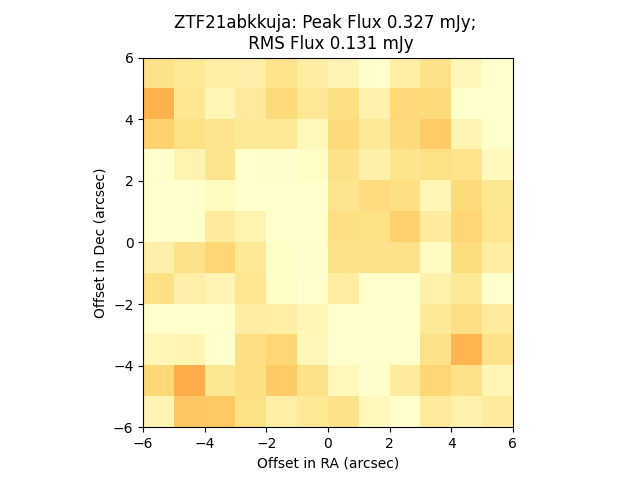 ZTF21abkkuja: Peak Flux 0.327 mJy;
RMS Flux 0.131 mJy
6
4
2
0
−2
−4
−6
Offset in Dec (arcsec)
−6 −4 −2 0 2 4 6
Offset in RA (arcsec)